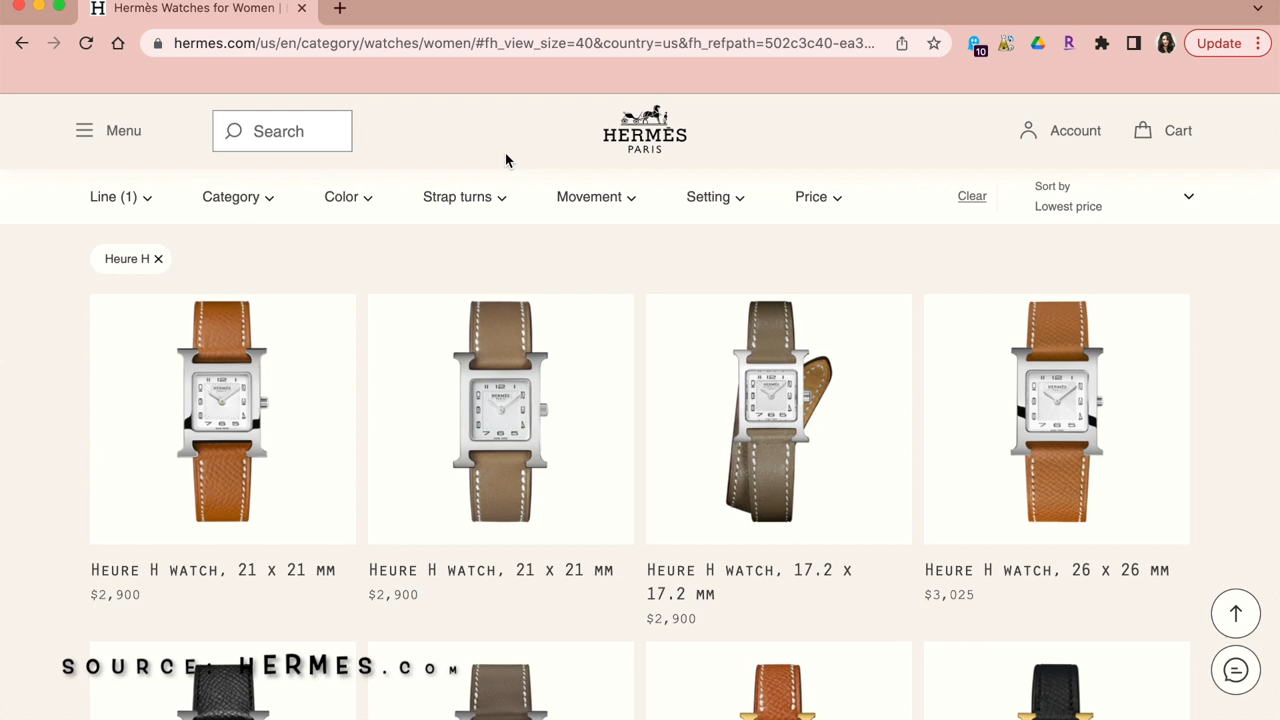 Hermès Watches for Women |
hermes.com/us/en/category/watches/women/#fh_view_size=40&country=us&fh_refpath=502c3c40-ea3...
10
R
Update
Menu
Search
HERMÈS
PARIS
Account
Cart
Line (1)
Category
Color
Strap turns
Movement
Setting
Price
Clear
Sort by
Lowest price
Heure H
HEURE H WATCH, 21 X 21 MM
$2,900
HEURE H WATCH, 21 X 21 MM
$2,900
HEURE H WATCH, 17.2 X
17.2 MM
$2,900
HEURE H WATCH, 26 X 26 MM
$3,025
SOURCE: HERMES.COM